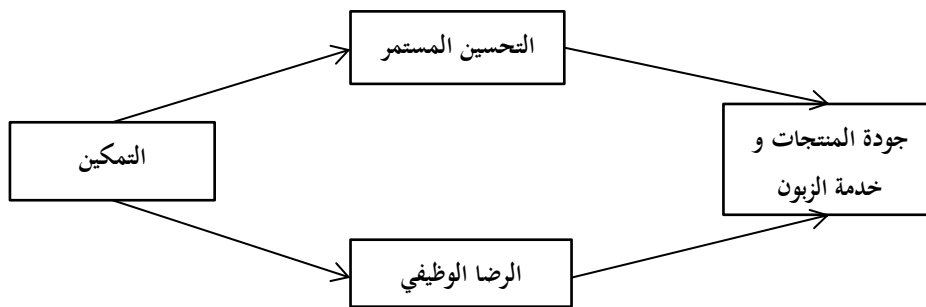 التحسين المستمر
التمكين
جودة المنتجات و
خدمة الزبون
الرضا الوظيفي